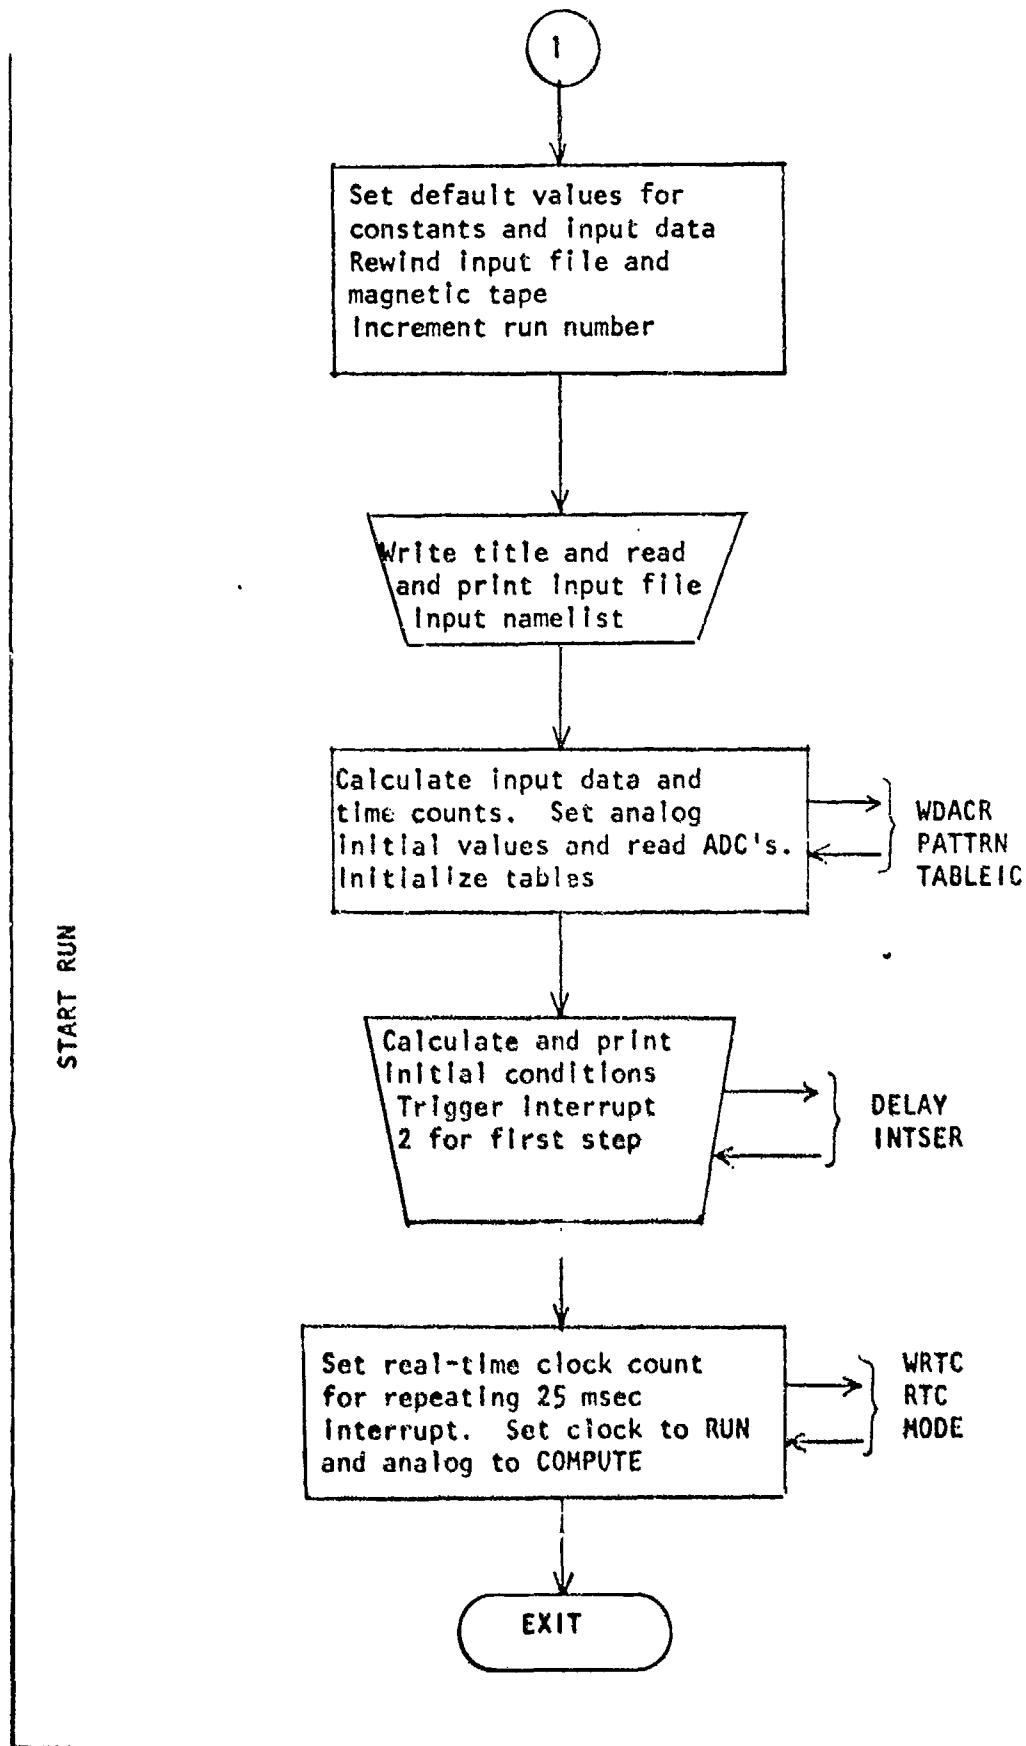 1
Set default values for
constants and input data
Rewind input file and
magnetic tape
Increment run number
Write title and read
and print input file
input namelist
Calculate input data and
time counts. Set analog
initial values and read ADC's.
Initialize tables
WDACR
PATTRN
TABLEIC
START RUN
Calculate and print
initial conditions
Trigger interrupt
2 for first step
DELAY
INTSER
Set real-time clock count
for repeating 25 msec
interrupt. Set clock to RUN
and analog to COMPUTE
WRTC
RTC
MODE
EXIT